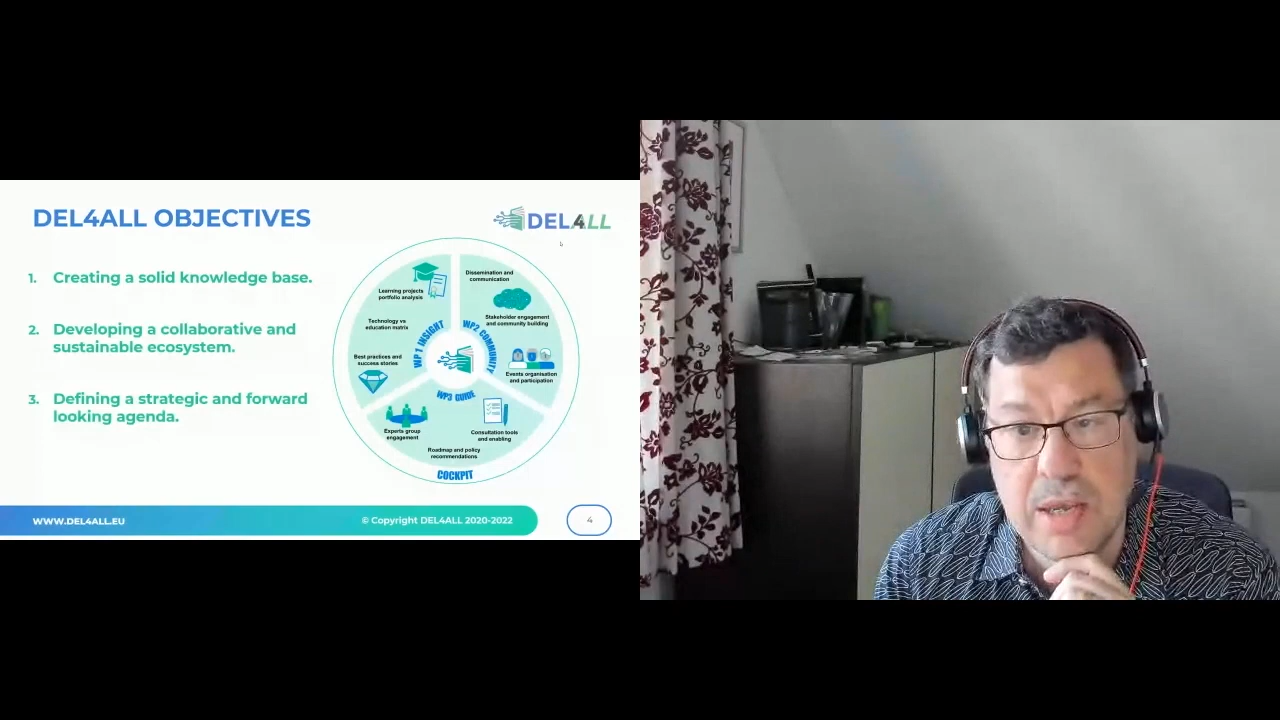 DEL4ALL OBJECTIVES
DEL4ALL
1. Creating a solid knowledge base.
2. Developing a collaborative and
sustainable ecosystem.
3. Defining a strategic and forward
looking agenda.
Learning projects
portfolio analysis
Technology vs
education matrix
Best practices and
success stories
WP 1 INSIGHT
Dissemination and
communication
Stakeholder engagement
and community building
Events organisation
and participation
WP2 COMMUNITY
WP3 GUIDE
Experts group
engagement
Consultation tools
and enabling
Roadmap and policy
recommendations
COCKPIT
WWW.DEL4ALL.EU
© Copyright DEL4ALL 2020-2022
4